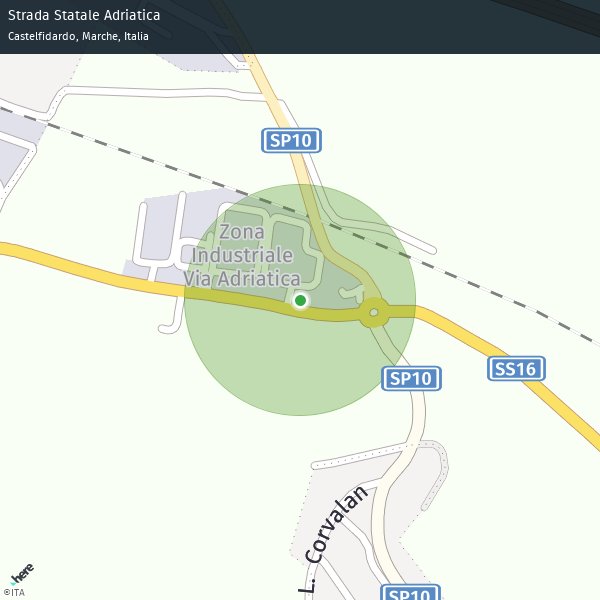 Strada Statale Adriatica
Castelfidardo, Marche, Italia
SP10
Zona
Industriale
Via Adriatica
SS16
SP10
L. Corvalan
SP10
here
©ITA